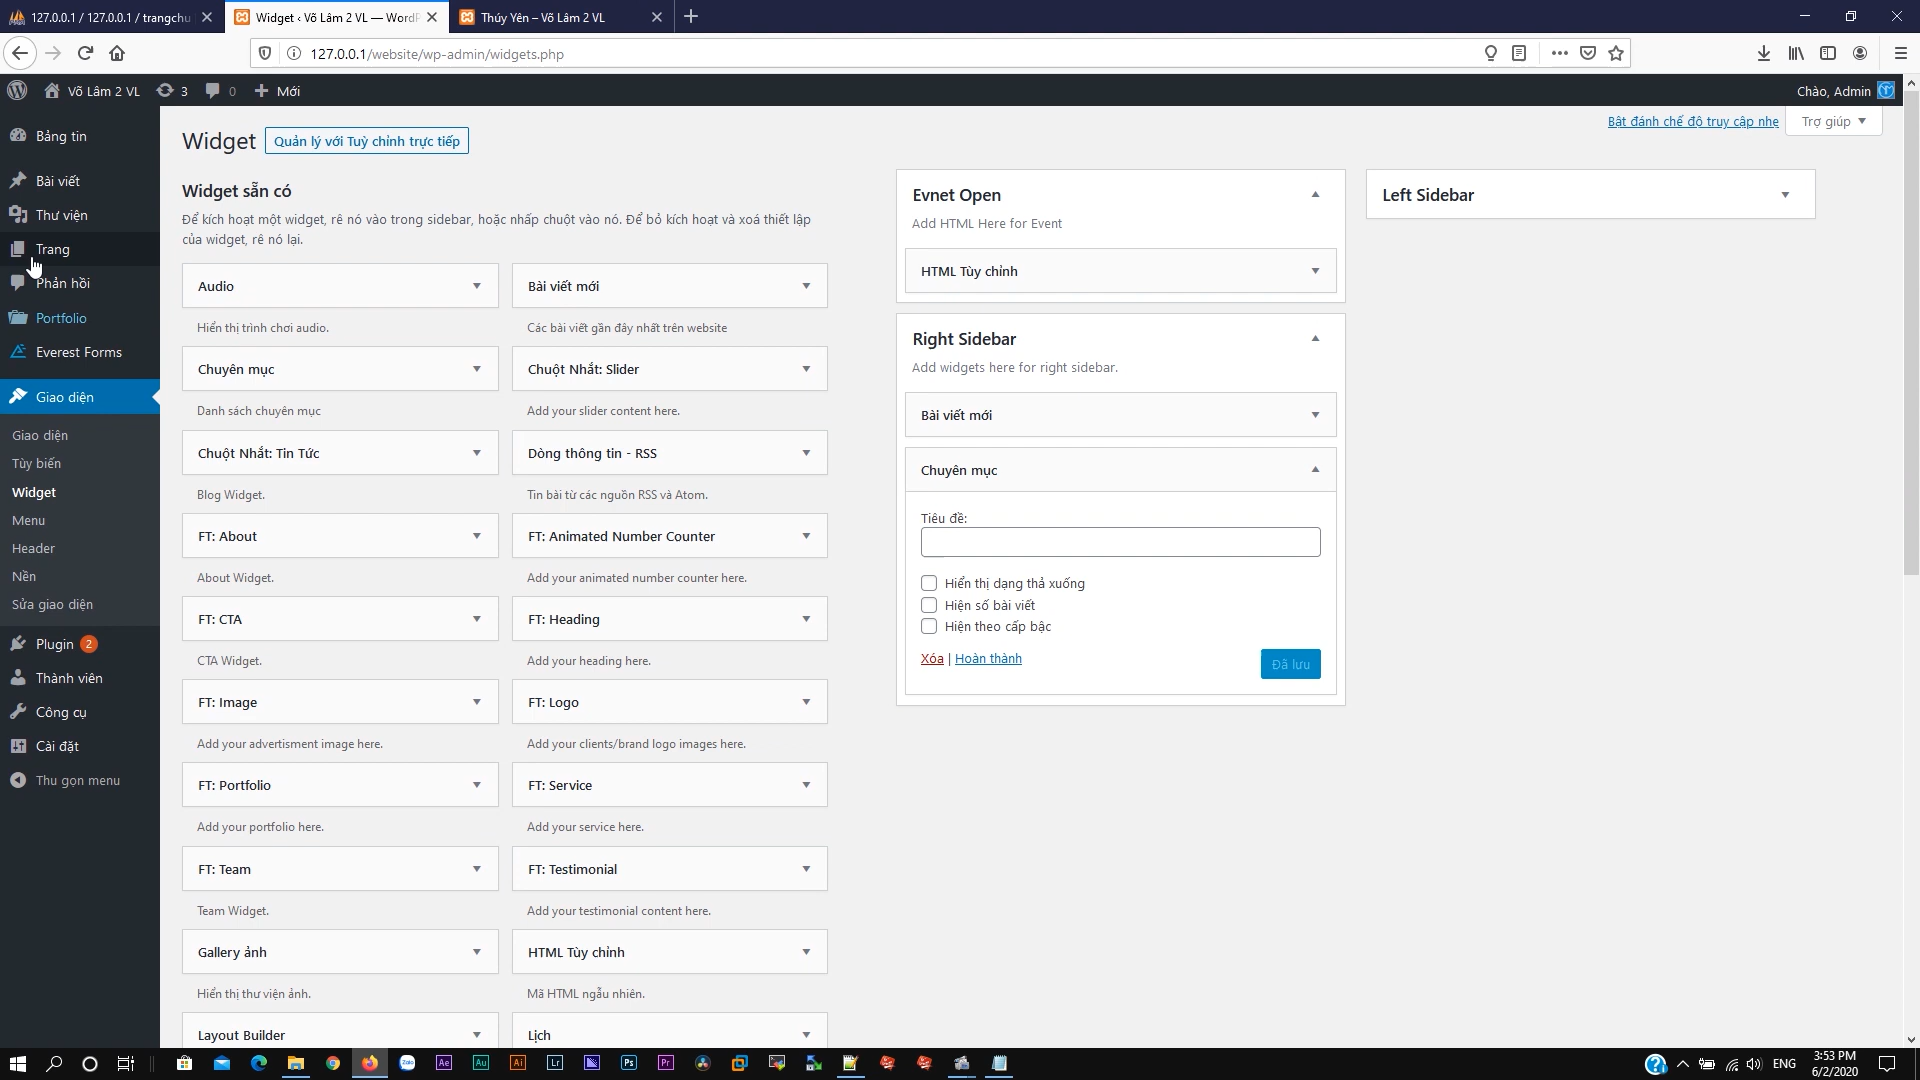 127.0.0.1 / 127.0.0.1 / trangchu
Widget ‹ Võ Lâm 2 VL — WordP
Thúy Yên – Võ Lâm 2 VL
127.0.0.1/website/wp-admin/widgets.php
Võ Lâm 2 VL
3
0
Mới
Chào, Admin
Bảng tin
Bài viết
Thư viện
Trang
Phản hồi
Portfolio
Everest Forms
Giao diện
Giao diện
Tùy biến
Widget
Menu
Header
Nền
Sửa giao diện
Plugin 2
Thành viên
Công cụ
Cài đặt
Thu gọn menu
Bật đánh chế độ truy cập nhẹ
Trợ giúp
Widget
Quản lý với Tuỳ chỉnh trực tiếp
Widget sẵn có
Để kích hoạt một widget, rê nó vào trong sidebar, hoặc nhấp chuột vào nó. Để bỏ kích hoạt và xoá thiết lập
của widget, rê nó lại.
Audio
Bài viết mới
Hiển thị trình chơi audio.
Các bài viết gần đây nhất trên website
Chuyên mục
Chuột Nhắt: Slider
Danh sách chuyên mục
Add your slider content here.
Chuột Nhắt: Tin Tức
Dòng thông tin - RSS
Blog Widget.
Tin bài từ các nguồn RSS và Atom.
FT: About
FT: Animated Number Counter
About Widget.
Add your animated number counter here.
FT: CTA
FT: Heading
CTA Widget.
Add your heading here.
FT: Image
FT: Logo
Add your advertisment image here.
Add your clients/brand logo images here.
FT: Portfolio
FT: Service
Add your portfolio here.
Add your service here.
FT: Team
FT: Testimonial
Team Widget.
Add your testimonial content here.
Gallery ảnh
HTML Tùy chỉnh
Hiển thị thư viện ảnh.
Mã HTML ngẫu nhiên.
Layout Builder
Lịch
Evnet Open
Add HTML Here for Event
HTML Tùy chỉnh
Right Sidebar
Add widgets here for right sidebar.
Bài viết mới
Chuyên mục
Tiêu đề:
Hiển thị dạng thả xuống
Hiện số bài viết
Hiện theo cấp bậc
Xóa | Hoàn thành
Đã lưu
Left Sidebar
Zalo
Ae
Au
Ai
Lr
Ps
Pr
ENG
3:53 PM
6/2/2020